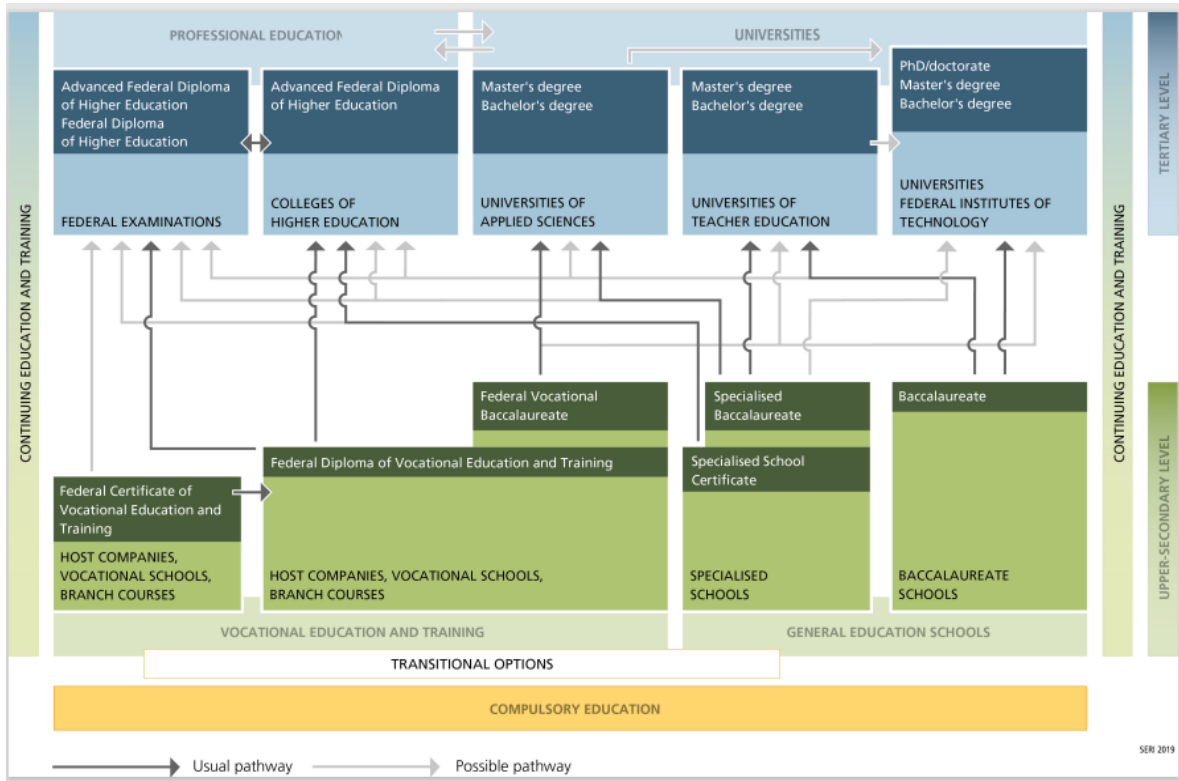 PROFESSIONAL EDUCATION
UNIVERSITIES
Advanced Federal Diploma
of Higher Education
Federal Diploma
of Higher Education
FEDERAL EXAMINATIONS
Advanced Federal Diploma
of Higher Education
COLLEGES OF
HIGHER EDUCATION
Master's degree
Bachelor's degree
UNIVERSITIES OF
APPLIED SCIENCES
Master's degree
Bachelor's degree
UNIVERSITIES OF
TEACHER EDUCATION
PhD/doctorate
Master's degree
Bachelor's degree
UNIVERSITIES
FEDERAL INSTITUTES OF
TECHNOLOGY
CONTINUING EDUCATION AND TRAINING
CONTINUING EDUCATION AND TRAINING
TERTIARY LEVEL
UPPER-SECONDARY LEVEL
Federal Vocational
Baccalaureate
Specialised
Baccalaureate
Baccalaureate
Federal Diploma of Vocational Education and Training
Specialised School
Certificate
Federal Certificate of
Vocational Education and
Training
HOST COMPANIES,
VOCATIONAL SCHOOLS,
BRANCH COURSES
HOST COMPANIES, VOCATIONAL SCHOOLS,
BRANCH COURSES
SPECIALISED
SCHOOLS
BACCALAUREATE
SCHOOLS
VOCATIONAL EDUCATION AND TRAINING
GENERAL EDUCATION SCHOOLS
TRANSITIONAL OPTIONS
COMPULSORY EDUCATION
SERI 2019
Usual pathway
Possible pathway